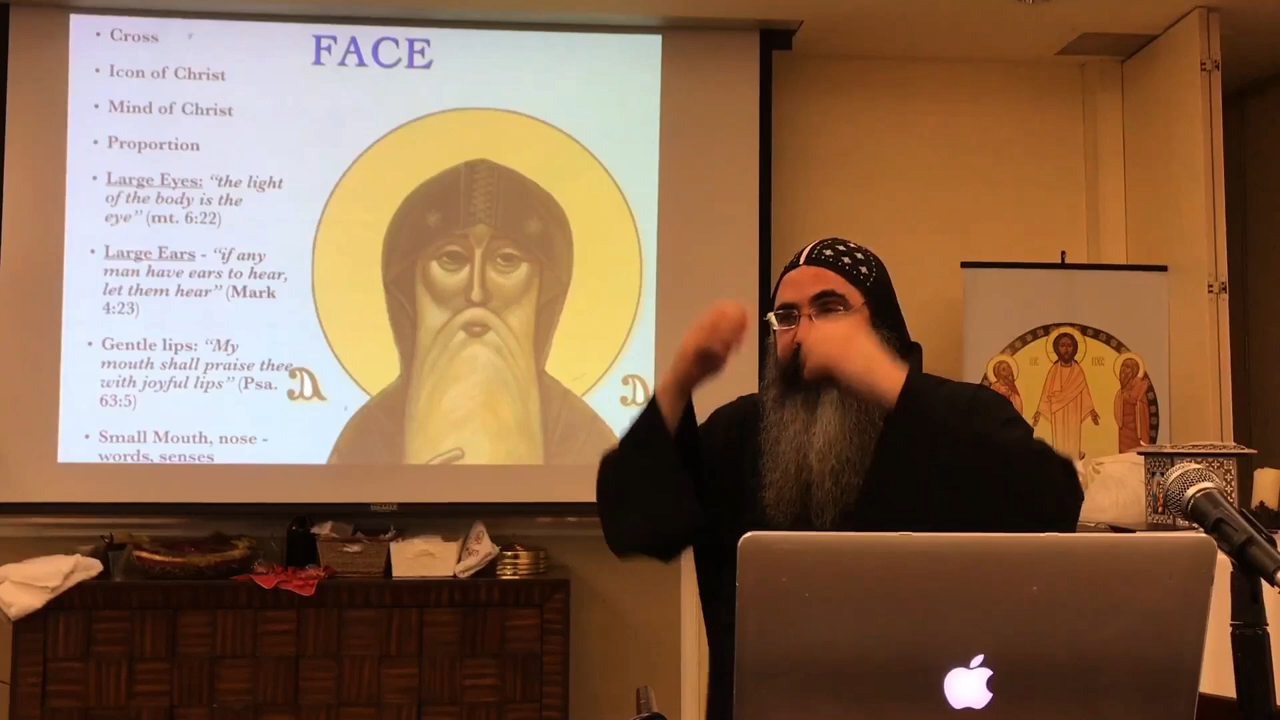 FACE
• Cross
• Icon of Christ
• Mind of Christ
• Proportion
• Large Eyes: “the light
of the body is the
eye” (mt. 6:22)
• Large Ears - “if any
man have ears to hear,
let them hear” (Mark
4:23)
• Gentle lips: “My
mouth shall praise thee
with joyful lips” (Psa.
63:5)
• Small Mouth, nose -
words, senses